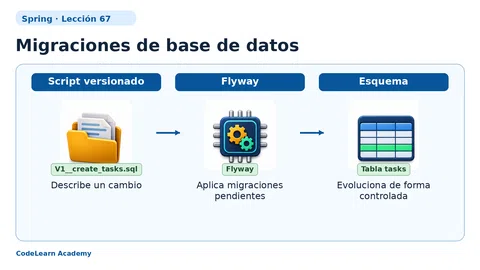 Spring · Lección 67
Migraciones de base de datos
Script versionado
Flyway
Esquema
V1__create_tasks.sql
Flyway
Tabla tasks
Describe un cambio
Aplica migraciones
pendientes
Evoluciona de forma
controlada
CodeLearn Academy